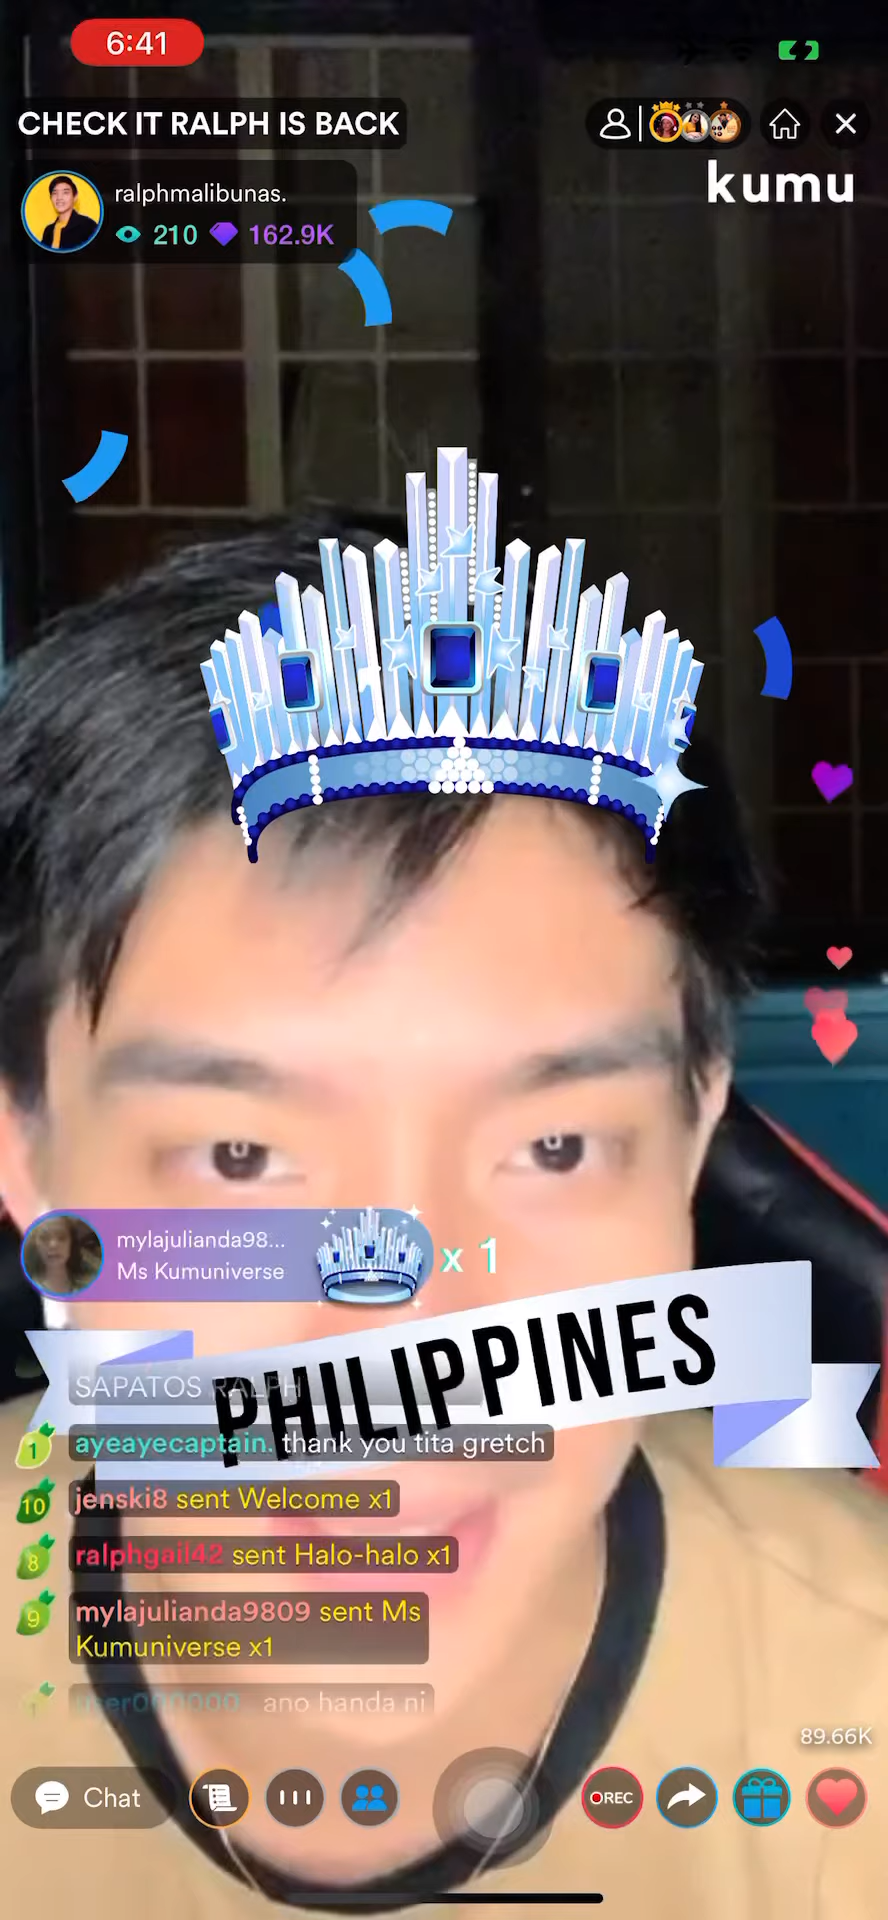 6:41
CHECK IT RALPH IS BACK
ralphmalibunas.
210 162.9K
kumu
mylajulianda98...
Ms Kumuniverse
x 1
PHILIPPINES
SAPATOS RALPH
1 ayeayecaptain. thank you tita gretch
10 jenski8 sent Welcome x1
8 ralphgail42 sent Halo-halo x1
9 mylajulianda9809 sent Ms
Kumuniverse x1
1 user000000 ano handa ni
89.66K
Chat
REC